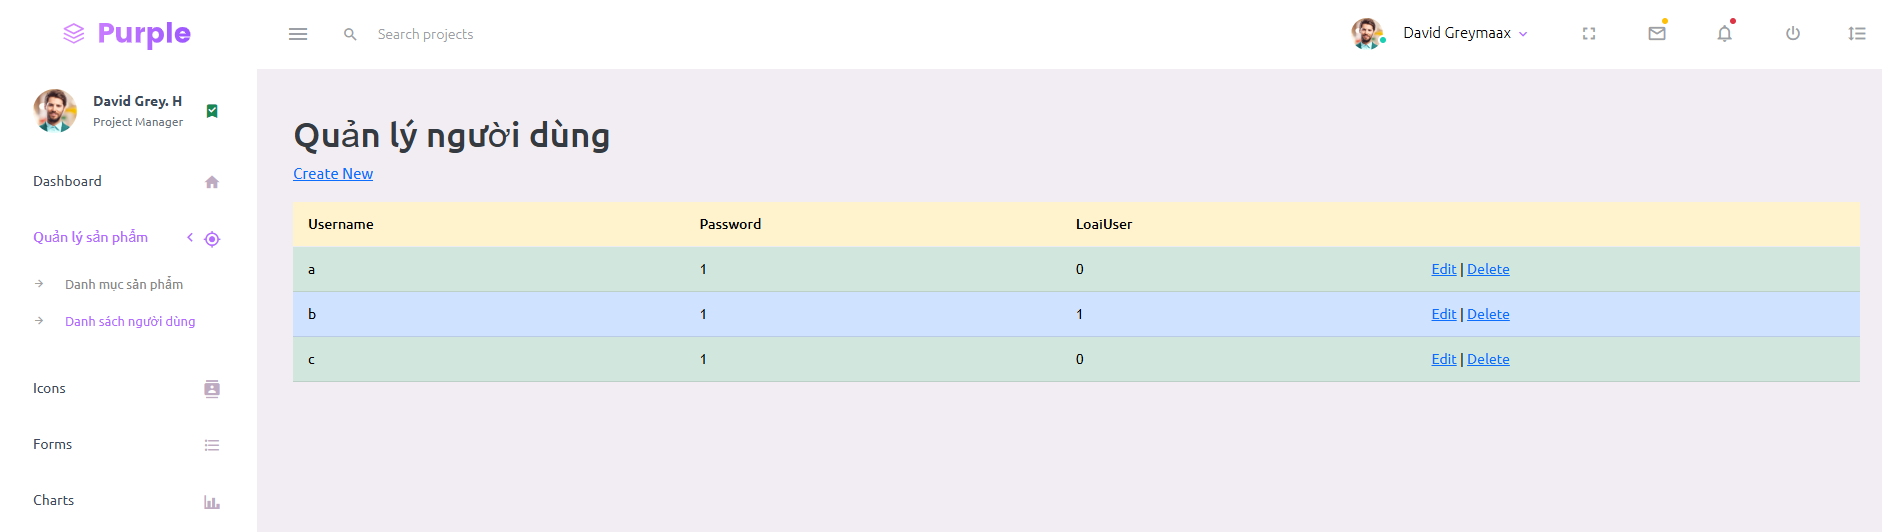 Purple
Search projects
David Greymaax
David Grey. H
Project Manager
Dashboard
Quản lý sản phẩm
Danh mục sản phẩm
Danh sách người dùng
Icons
Forms
Charts
Quản lý người dùng
Create New
Username Password LoaiUser
a 1 0 Edit | Delete
b 1 1 Edit | Delete
c 1 0 Edit | Delete